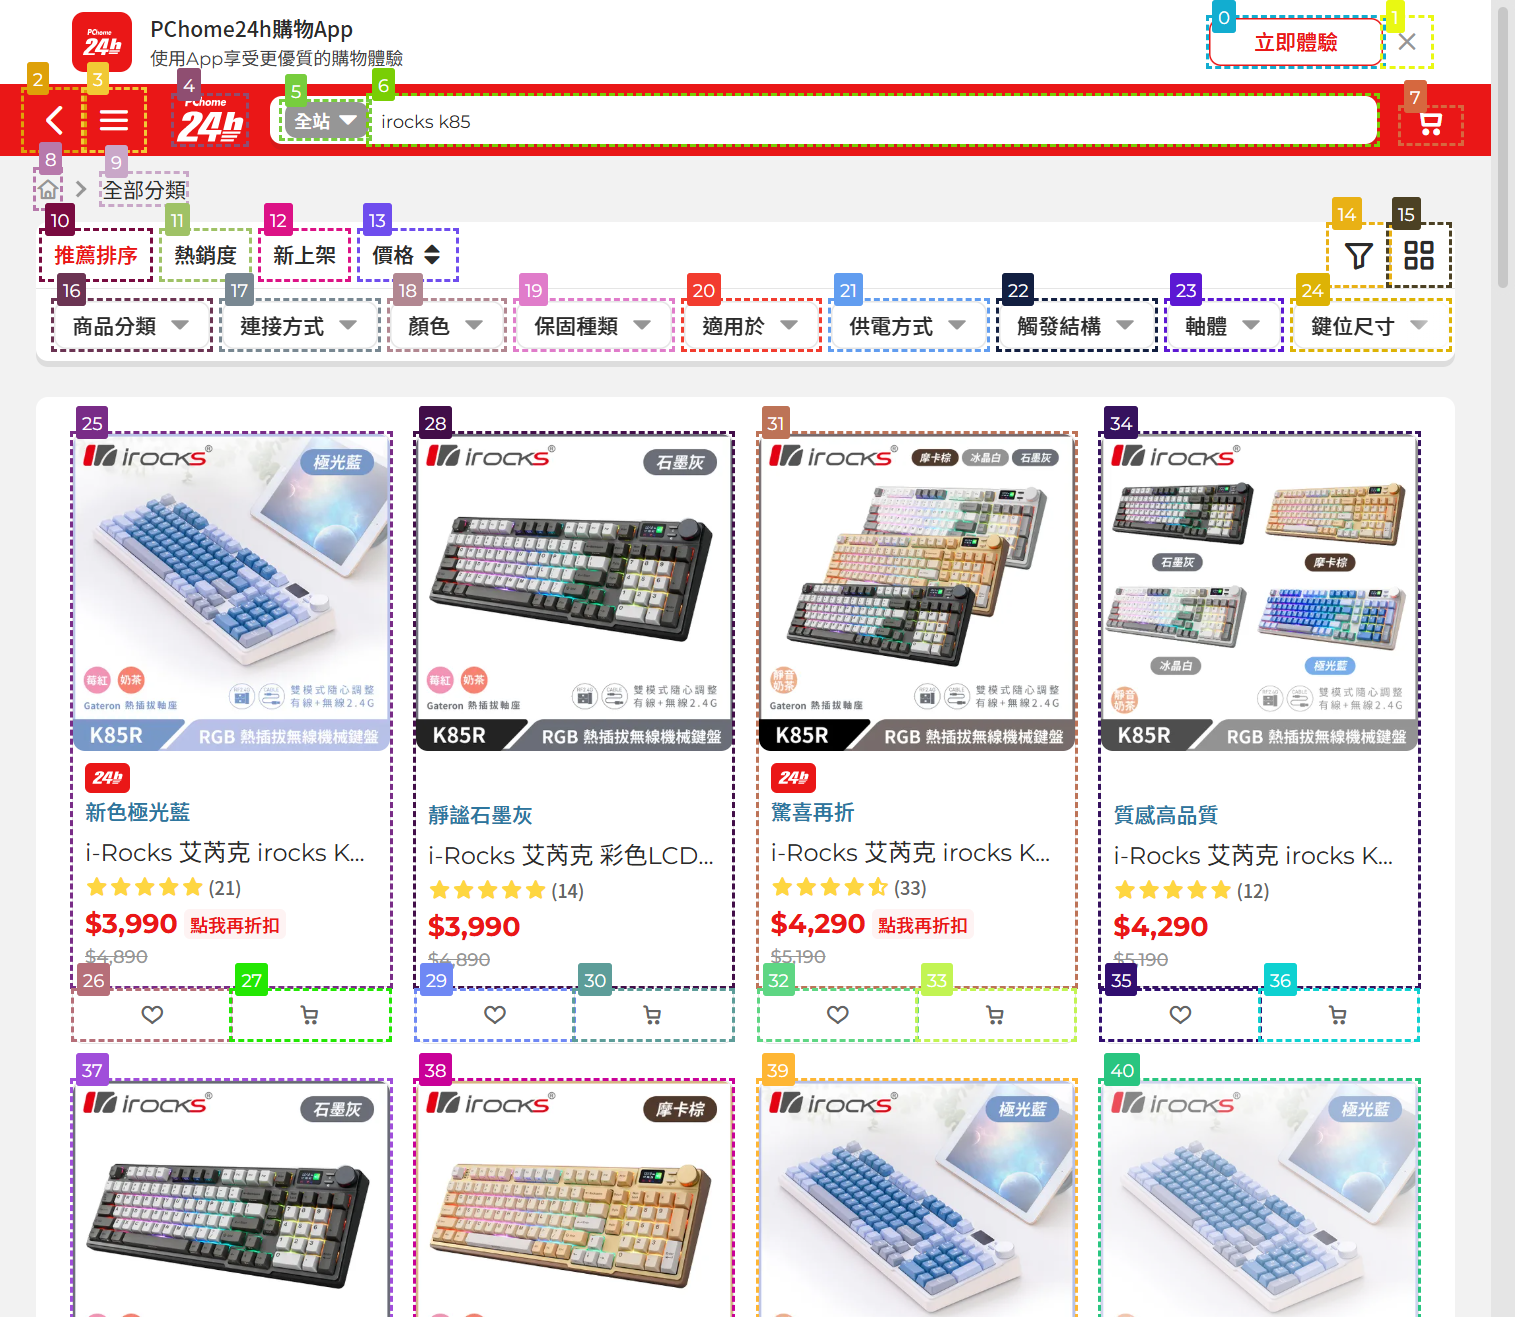 PChome
24h
PChome24h購物App
使用App享受更優質的購物體驗
0
立即體驗
1
2
3
4
PChome
24h
5
全站
6
irocks k85
7
8
9
全部分類
10
推薦排序
11
熱銷度
12
新上架
13
價格
14
15
16
商品分類
17
連接方式
18
顏色
19
保固種類
20
適用於
21
供電方式
22
觸發結構
23
軸體
24
鍵位尺寸
25
irocks®
極光藍
莓紅 奶茶
Gateron 熱插拔軸座
雙模式隨心調整
有線+無線2.4G
K85R
RGB 熱插拔無線機械鍵盤
24h
新色極光藍
i-Rocks 艾芮克 irocks K...
(21)
$3,990 點我再折扣
$4,890
26
27
28
irocks®
石墨灰
莓紅 奶茶
Gateron 熱插拔軸座
雙模式隨心調整
有線+無線2.4G
K85R
RGB 熱插拔無線機械鍵盤
靜謐石墨灰
i-Rocks 艾芮克 彩色LCD...
(14)
$3,990
$4,890
29
30
31
irocks®
摩卡棕 冰晶白 石墨灰
靜音
奶茶
Gateron 熱插拔軸座
雙模式隨心調整
有線+無線2.4G
K85R
RGB 熱插拔無線機械鍵盤
24h
驚喜再折
i-Rocks 艾芮克 irocks K...
(33)
$4,290 點我再折扣
$5,190
32
33
34
irocks®
石墨灰
摩卡棕
冰晶白
極光藍
靜音
奶茶
雙模式隨心調整
有線+無線2.4G
K85R
RGB 熱插拔無線機械鍵盤
質感高品質
i-Rocks 艾芮克 irocks K...
(12)
$4,290
$5,190
35
36
37
irocks®
石墨灰
38
irocks®
摩卡棕
39
irocks®
極光藍
40
irocks®
極光藍